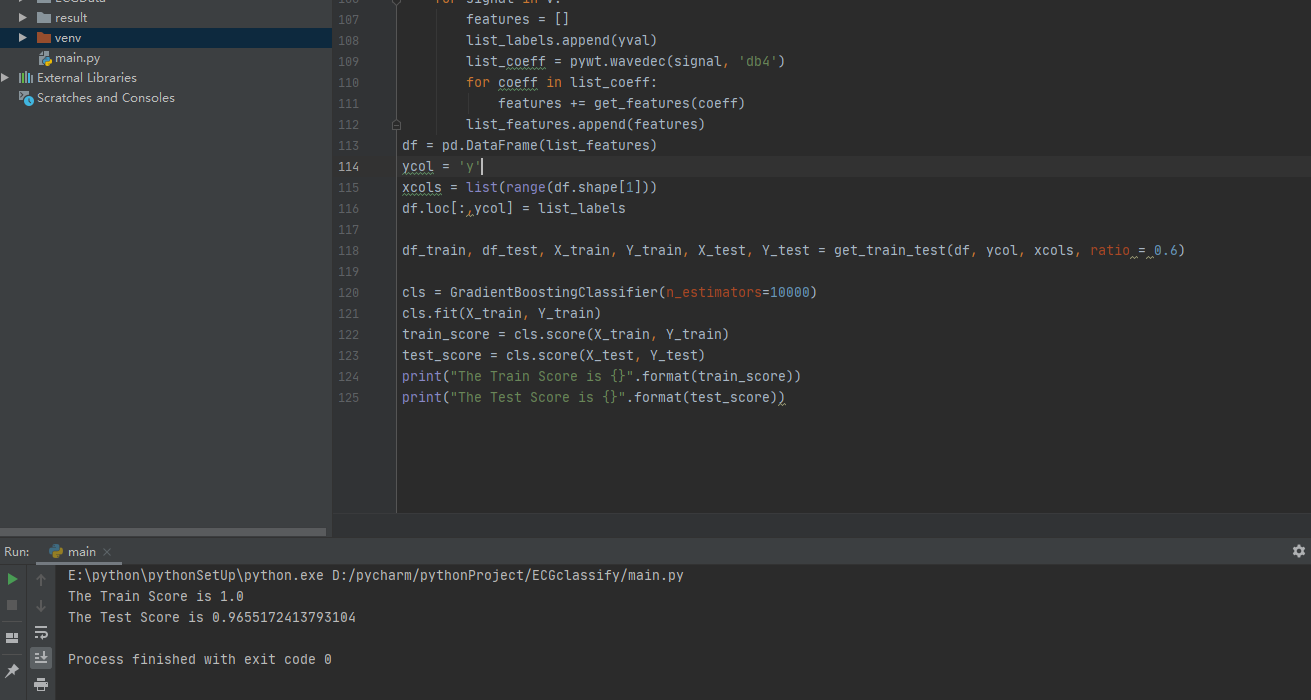 ECGData
result
venv
main.py
External Libraries
Scratches and Consoles
106 for signal in v:
107 features = []
108 list_labels.append(yval)
109 list_coeff = pywt.wavedec(signal, 'db4')
110 for coeff in list_coeff:
111 features += get_features(coeff)
112 list_features.append(features)
113 df = pd.DataFrame(list_features)
114 ycol = 'y'
115 xcols = list(range(df.shape[1]))
116 df.loc[:,ycol] = list_labels
117
118 df_train, df_test, X_train, Y_train, X_test, Y_test = get_train_test(df, ycol, xcols, ratio = 0.6)
119
120 cls = GradientBoostingClassifier(n_estimators=10000)
121 cls.fit(X_train, Y_train)
122 train_score = cls.score(X_train, Y_train)
123 test_score = cls.score(X_test, Y_test)
124 print("The Train Score is {}".format(train_score))
125 print("The Test Score is {}".format(test_score))
Run: main
E:\python\pythonSetUp\python.exe D:/pycharm/pythonProject/ECGclassify/main.py
The Train Score is 1.0
The Test Score is 0.9655172413793104
Process finished with exit code 0